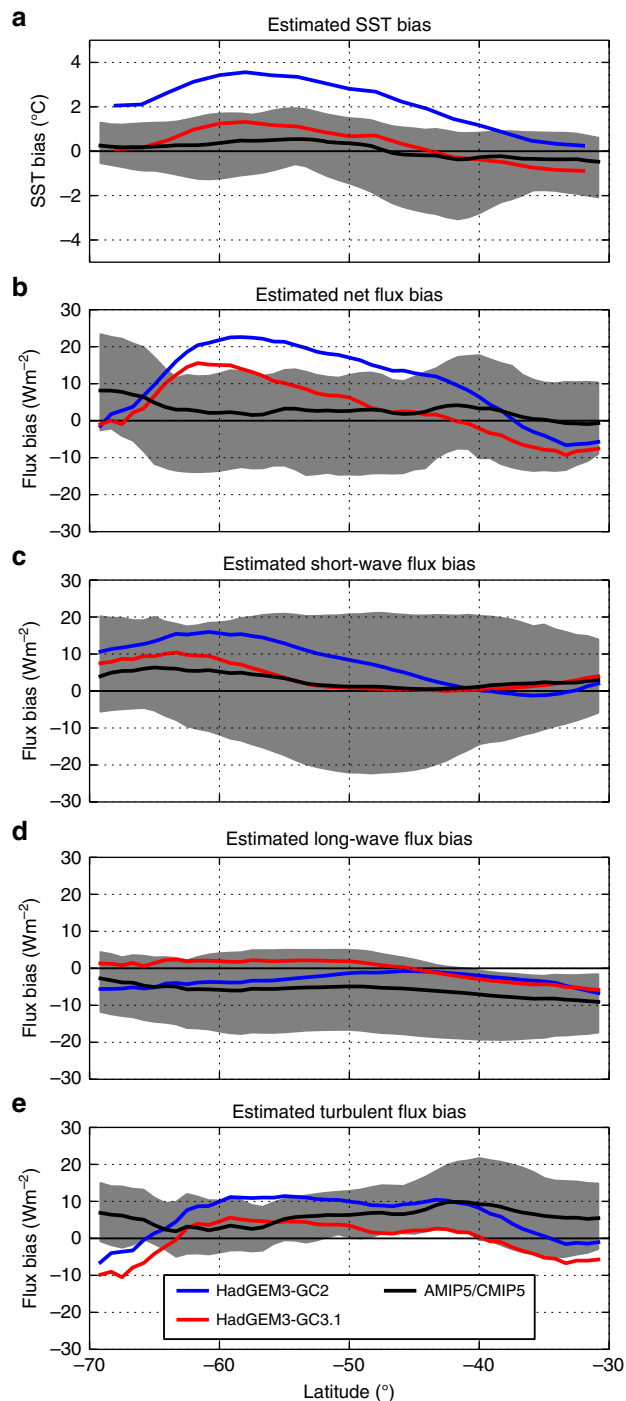 a
Estimated SST bias
SST bias (°C)
4
2
0
−2
−4
b
Estimated net flux bias
Flux bias (Wm−2)
30
20
10
0
−10
−20
−30
c
Estimated short-wave flux bias
Flux bias (Wm−2)
30
20
10
0
−10
−20
−30
d
Estimated long-wave flux bias
Flux bias (Wm−2)
30
20
10
0
−10
−20
−30
e
Estimated turbulent flux bias
Flux bias (Wm−2)
30
20
10
0
−10
−20
−30
HadGEM3-GC2
AMIP5/CMIP5
HadGEM3-GC3.1
−70 −60 −50 −40 −30
Latitude (°)